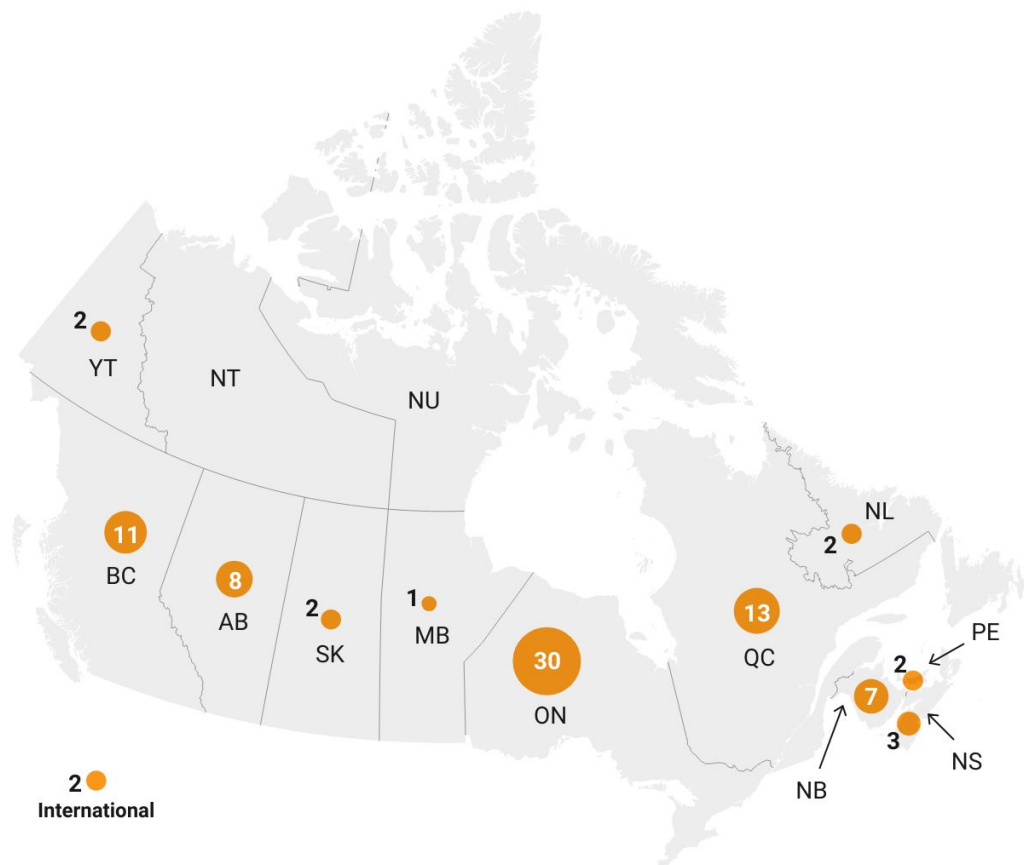 2
YT
NT
NU
11
BC
8
AB
2
SK
1
MB
30
ON
13
QC
NL
2
PE
2
7
3
NS
NB
2
International